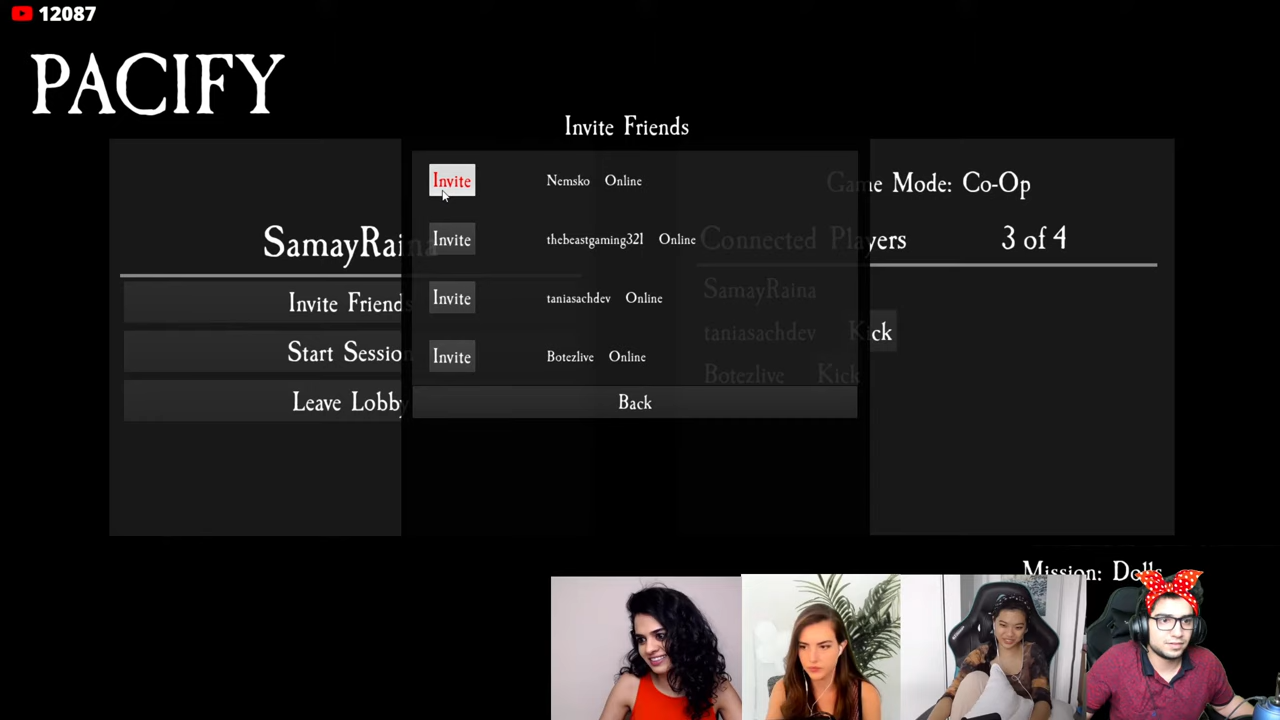 12087
PACIFY
Invite Friends
Invite Nemsko Online
Invite thebeastgaming321 Online
Invite taniasachdev Online
Invite Botezlive Online
Back
SamayRaina
Invite Friends
Start Session
Leave Lobby
Game Mode: Co-Op
Connected Players 3 of 4
SamayRaina
taniasachdev Kick
Botezlive Kick
Mission: Dolls